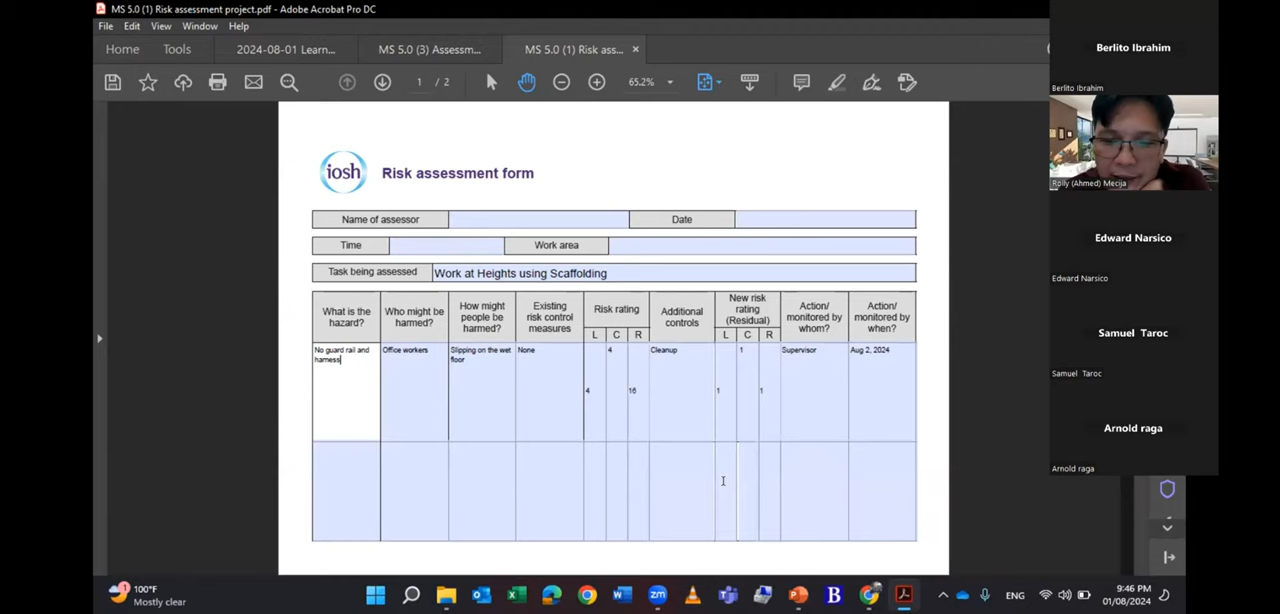 MS 5.0 (1) Risk assessment project.pdf - Adobe Acrobat Pro DC
File Edit View Window Help
Home Tools 2024-08-01 Learn... MS 5.0 (3) Assessm... MS 5.0 (1) Risk ass... ×
1 / 2 65.2%
iosh Risk assessment form
Name of assessor Date
Time Work area
Task being assessed Work at Heights using Scaffolding
What is the hazard?
Who might be harmed?
How might people be harmed?
Existing risk control measures
Risk rating
L C R
Additional controls
New risk rating (Residual)
L C R
Action/ monitored by whom?
Action/ monitored by when?
No guard rail and
harness
Office workers
Slipping on the wet
floor
None
4
4
16
Cleanup
1
1
1
Supervisor
Aug 2, 2024
Berlito Ibrahim
Berlito Ibrahim
Rolly (Ahmed) Mecija
Edward Narsico
Edward Narsico
Samuel Taroc
Samuel Taroc
Arnold raga
Arnold raga
1
100°F
Mostly clear
zm
B
ENG
9:46 PM
01/08/2024